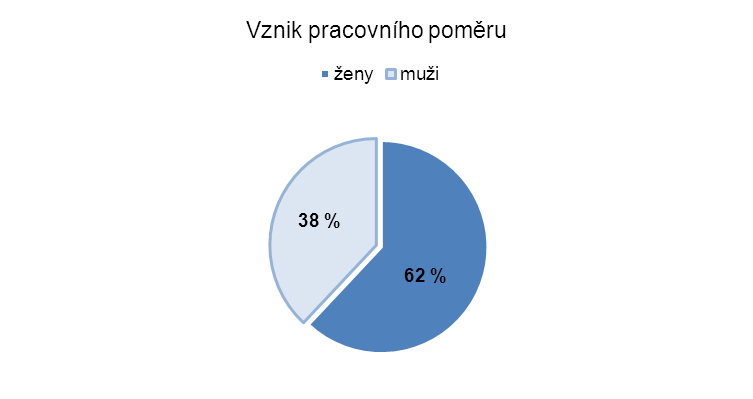 Vznik pracovního poměru
ženy muži
38 %
62 %